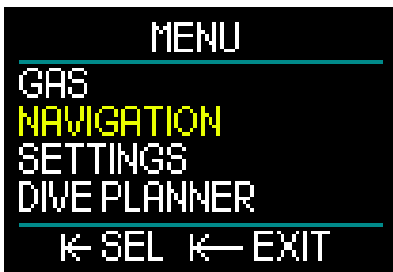 MENU
GAS
NAVIGATION
SETTINGS
DIVE PLANNER
SEL EXIT